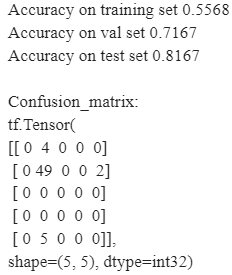 Accuracy on training set 0.5568
Accuracy on val set 0.7167
Accuracy on test set 0.8167
Confusion_matrix:
tf.Tensor(
[[ 0 4 0 0 0]
[ 0 49 0 0 2]
[ 0 0 0 0 0]
[ 0 0 0 0 0]
[ 0 5 0 0 0]],
shape=(5, 5), dtype=int32)